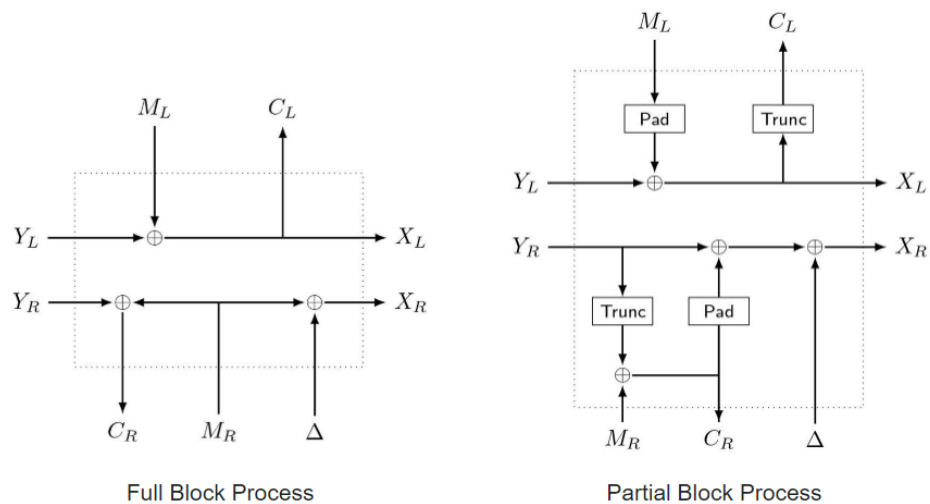 M_L C_L
Y_L X_L
Y_R X_R
C_R M_R Δ
Full Block Process
M_L C_L
Pad Trunc
Y_L X_L
Y_R X_R
Trunc Pad
M_R C_R Δ
Partial Block Process